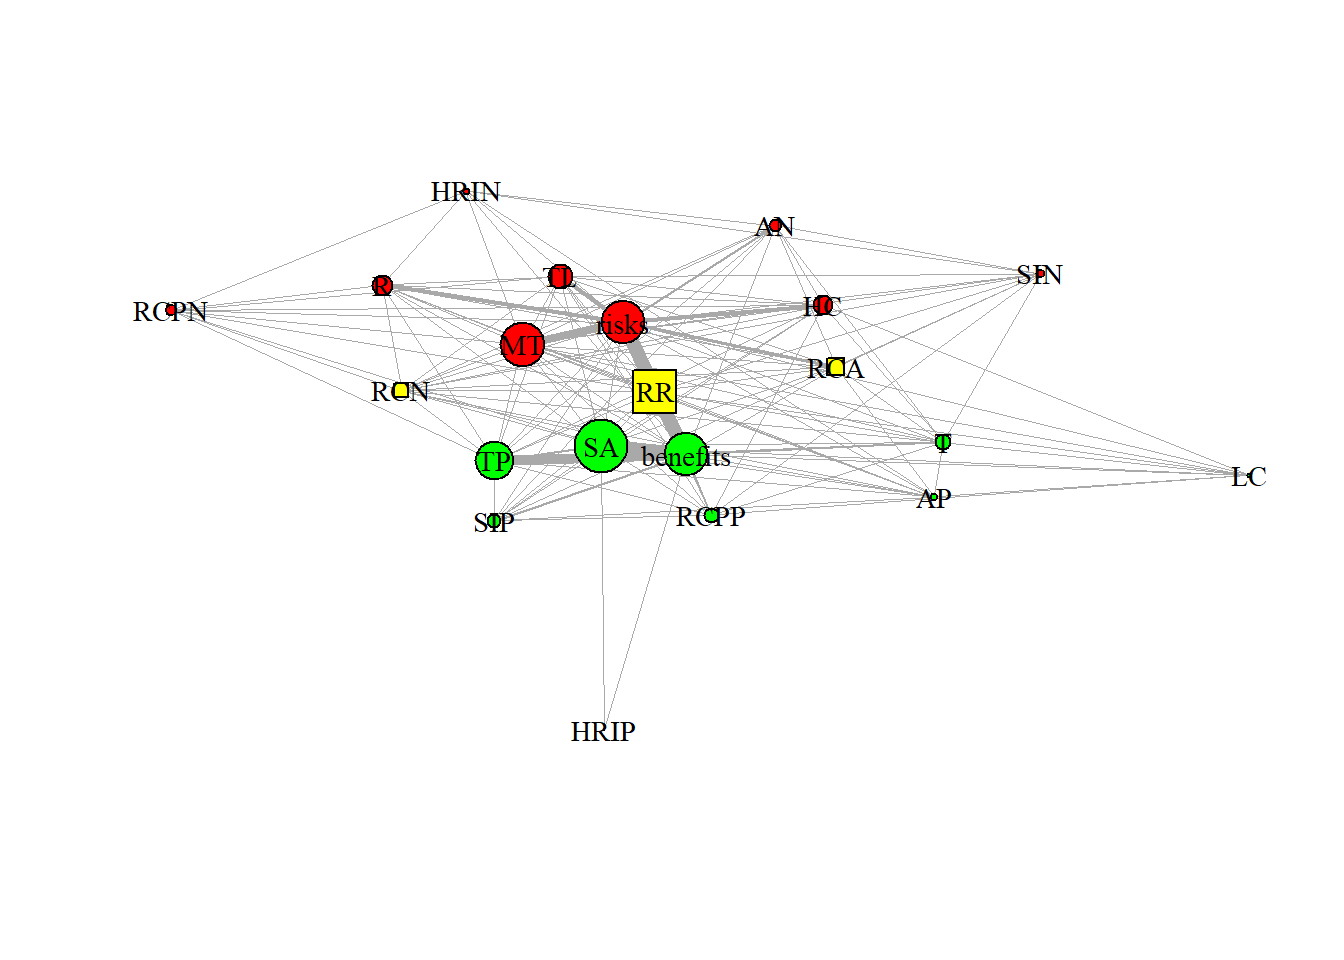 HRIN
AN
SIN
TL
R
HC
RCPN
risks
MT
RCA
RCN
RR
T
SA
benefits
TP
LC
AP
RCPP
SIP
HRIP